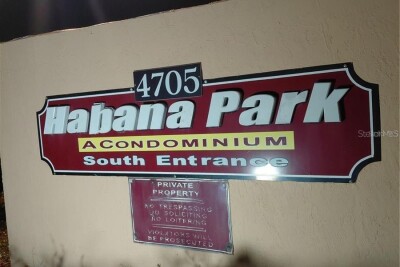 4705
Habana Park
A CONDOMINIUM
South Entrance
PRIVATE
PROPERTY
NO TRESPASSING
NO SOLICITING
NO LOITERING
VIOLATORS WILL
BE PROSECUTED